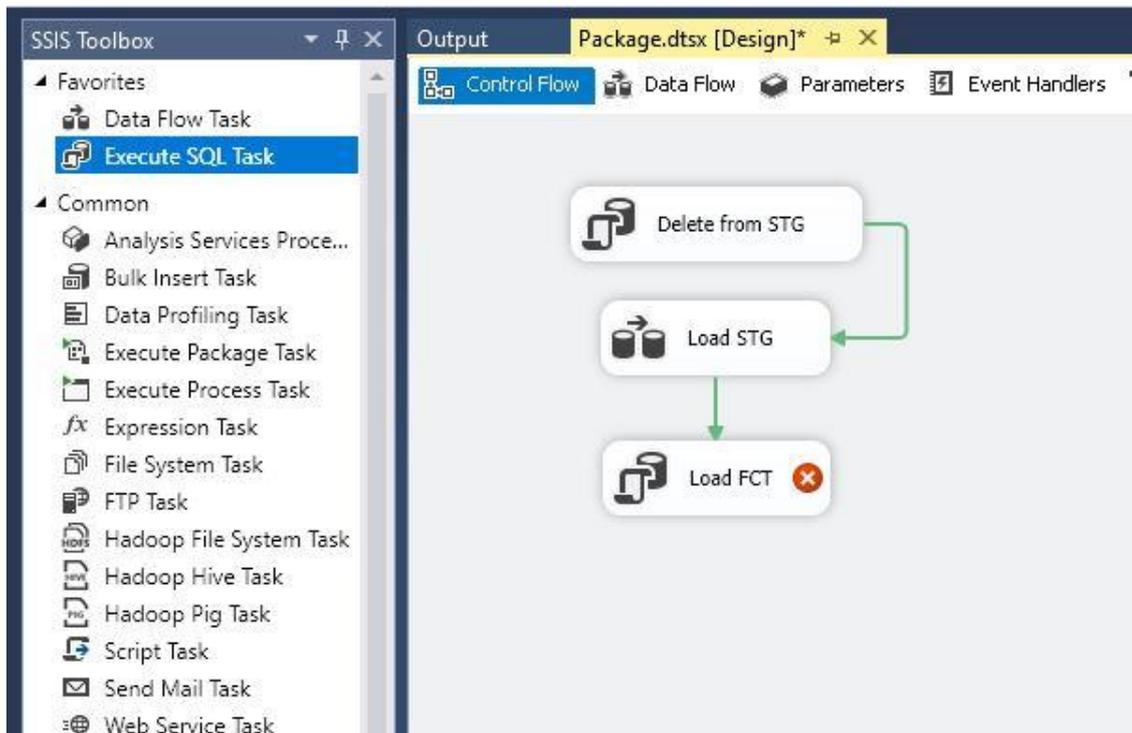 SSIS Toolbox
Favorites
Data Flow Task
Execute SQL Task
Common
Analysis Services Proce...
Bulk Insert Task
Data Profiling Task
Execute Package Task
Execute Process Task
fx Expression Task
File System Task
FTP Task
Hadoop File System Task
Hadoop Hive Task
Hadoop Pig Task
Script Task
Send Mail Task
Web Service Task
Output Package.dtsx [Design]*
Control Flow Data Flow Parameters Event Handlers
Delete from STG
Load STG
Load FCT